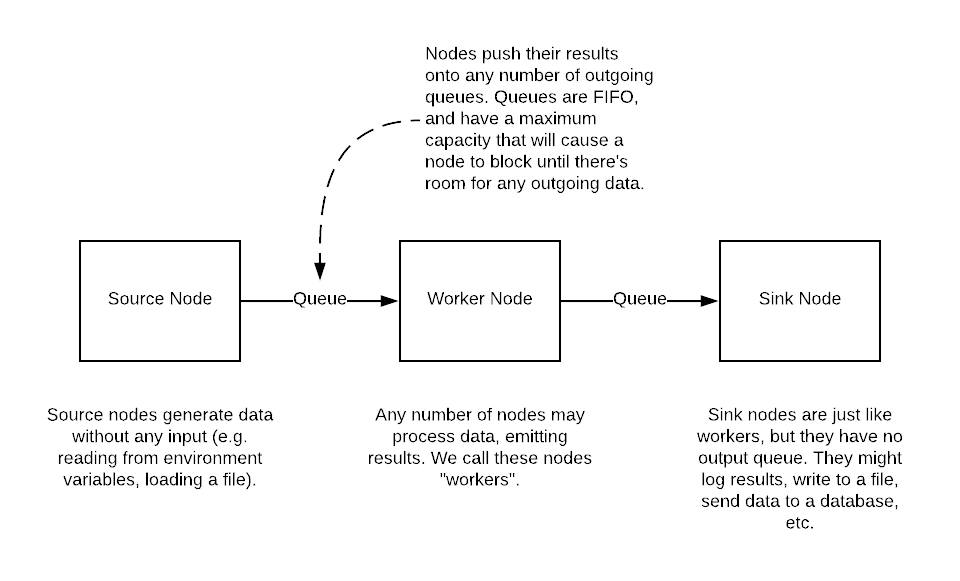 Nodes push their results
onto any number of outgoing
queues. Queues are FIFO,
and have a maximum
capacity that will cause a
node to block until there's
room for any outgoing data.
Source Node
Queue
Worker Node
Queue
Sink Node
Source nodes generate data
without any input (e.g.
reading from environment
variables, loading a file).
Any number of nodes may
process data, emitting
results. We call these nodes
"workers".
Sink nodes are just like
workers, but they have no
output queue. They might
log results, write to a file,
send data to a database,
etc.